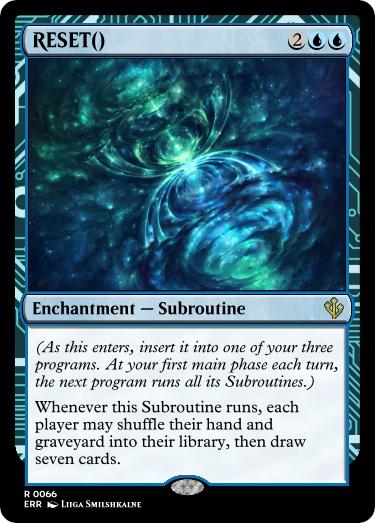 RESET()
2
Enchantment — Subroutine
(As this enters, insert it into one of your three
programs. At your first main phase each turn,
the next program runs all its Subroutines.)
Whenever this Subroutine runs, each
player may shuffle their hand and
graveyard into their library, then draw
seven cards.
R 0066
ERR LIIGA SMILSHKALNE